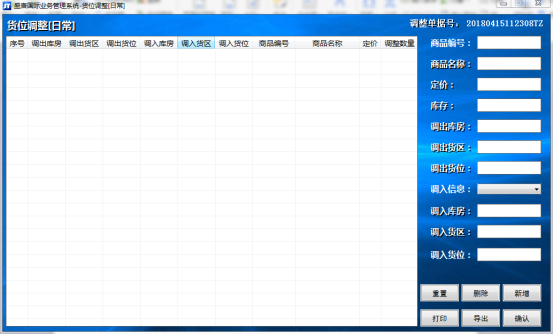 盛唐国际业务管理系统-货位调整[日常]
货位调整[日常]
调整单据号: 20180415112308TZ
序号 调出库房 调出货区 调出货位 调入库房 调入货区 调入货位 商品编号 商品名称 定价 调整数量
商品编号:
商品名称:
定价:
库存:
调出库房:
调出货区:
调出货位:
调入信息:
调入库房:
调入货区:
调入货位:
重置 删除 新增
打印 导出 确认